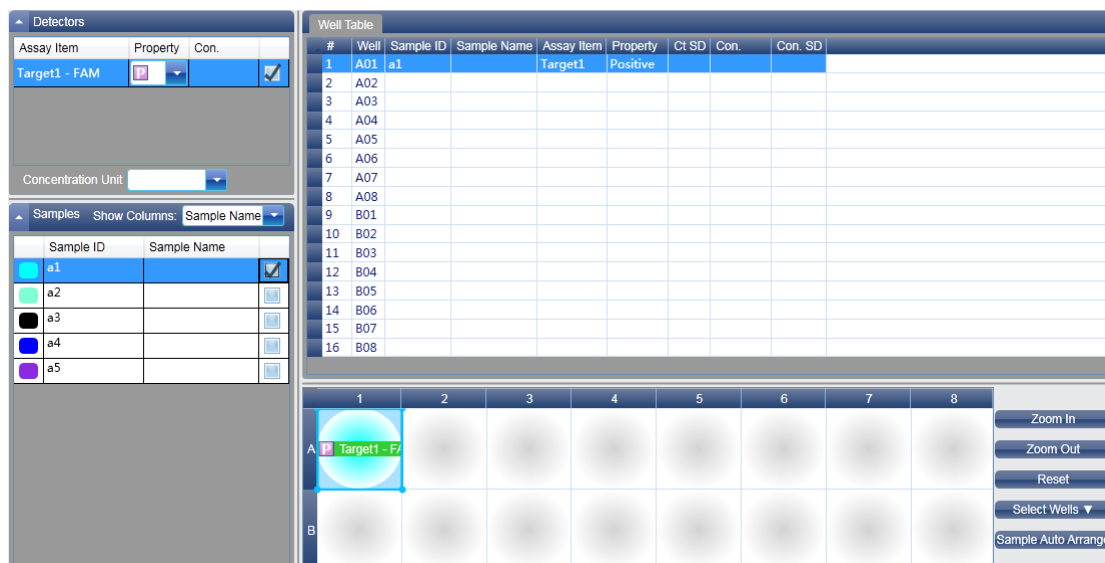 Detectors
Assay Item Property Con.
Target1 - FAM P
Concentration Unit
Samples Show Columns: Sample Name
Sample ID Sample Name
a1
a2
a3
a4
a5
Well Table
# Well Sample ID Sample Name Assay Item Property Ct SD Con. Con. SD
1 A01 a1 Target1 Positive
2 A02
3 A03
4 A04
5 A05
6 A06
7 A07
8 A08
9 B01
10 B02
11 B03
12 B04
13 B05
14 B06
15 B07
16 B08
1 2 3 4 5 6 7 8
A P Target1 - FA
B
Zoom In
Zoom Out
Reset
Select Wells ▼
Sample Auto Arrange